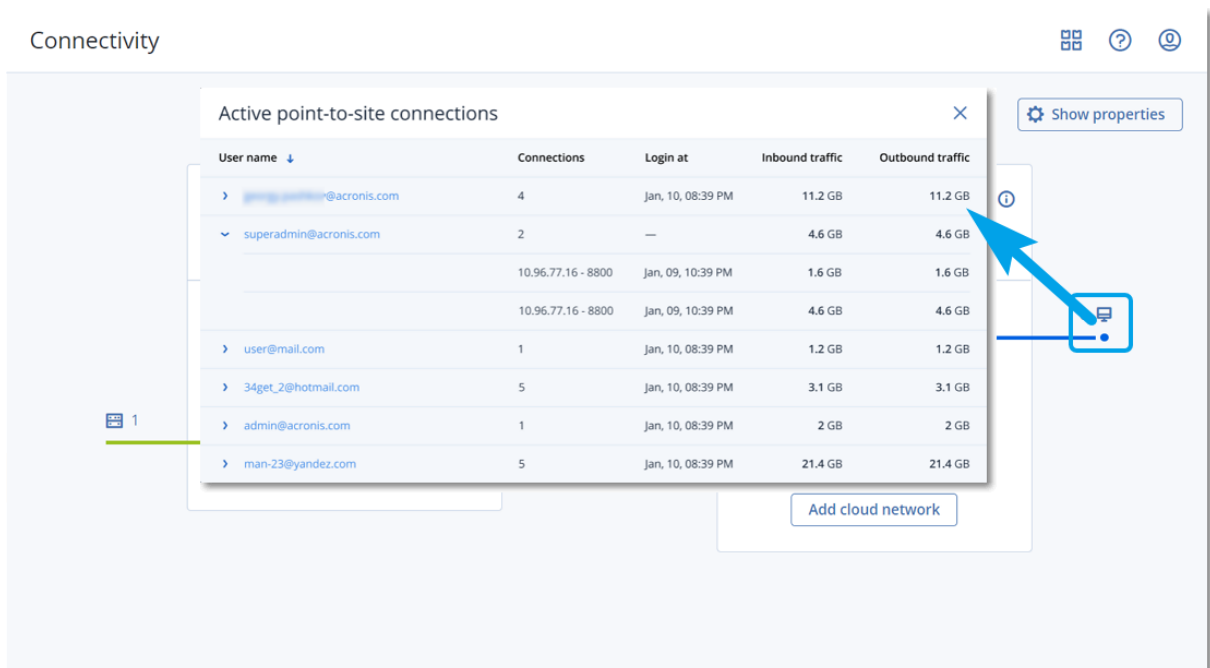 Connectivity
Active point-to-site connections
Show properties
User name Connections Login at Inbound traffic Outbound traffic
@acronis.com 4 Jan, 10, 08:39 PM 11.2 GB 11.2 GB
superadmin@acronis.com 2 — 4.6 GB 4.6 GB
10.96.77.16 - 8800 Jan, 09, 10:39 PM 1.6 GB 1.6 GB
10.96.77.16 - 8800 Jan, 09, 10:39 PM 4.6 GB 4.6 GB
user@mail.com 1 Jan, 10, 08:39 PM 1.2 GB 1.2 GB
34get_2@hotmail.com 5 Jan, 10, 08:39 PM 3.1 GB 3.1 GB
1
admin@acronis.com 1 Jan, 10, 08:39 PM 2 GB 2 GB
man-23@yandez.com 5 Jan, 10, 08:39 PM 21.4 GB 21.4 GB
Add cloud network